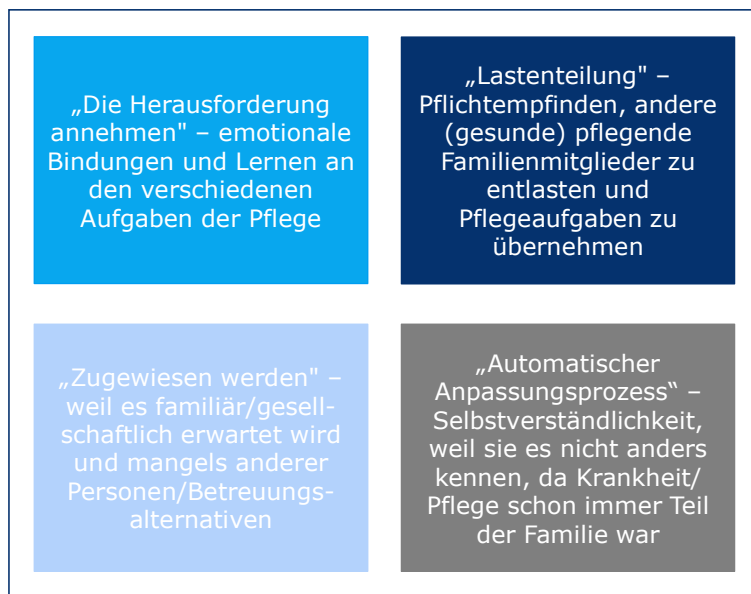 „Die Herausforderung
annehmen" – emotionale
Bindungen und Lernen an
den verschiedenen
Aufgaben der Pflege
„Lastenteilung" –
Pflichtempfinden, andere
(gesunde) pflegende
Familienmitglieder zu
entlasten und
Pflegeaufgaben zu
übernehmen
„Zugewiesen werden" –
weil es familiär/gesell-
schaftlich erwartet wird
und mangels anderer
Personen/Betreuungs-
alternativen
„Automatischer
Anpassungsprozess“ –
Selbstverständlichkeit,
weil sie es nicht anders
kennen, da Krankheit/
Pflege schon immer Teil
der Familie war